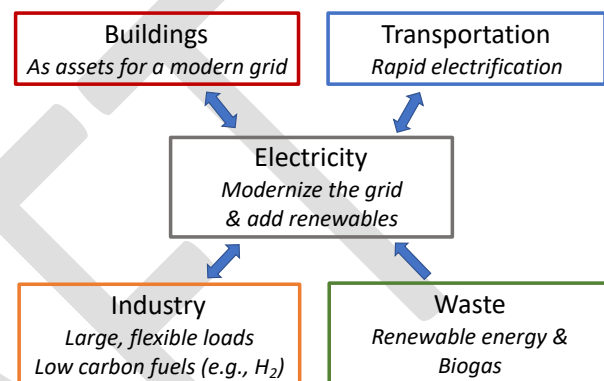 Buildings
As assets for a modern grid
Transportation
Rapid electrification
Electricity
Modernize the grid
& add renewables
Industry
Large, flexible loads
Low carbon fuels (e.g., H₂)
Waste
Renewable energy &
Biogas